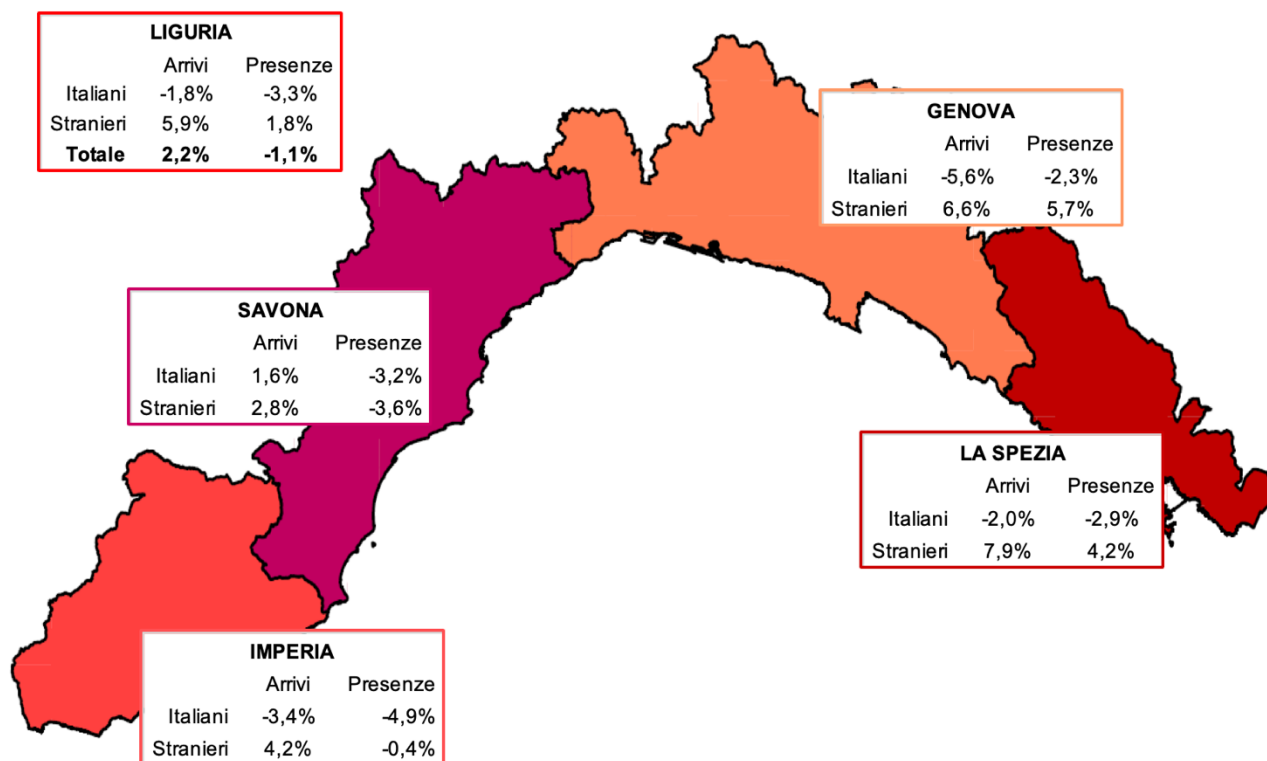 LIGURIA
Arrivi Presenze
Italiani -1,8% -3,3%
Stranieri 5,9% 1,8%
Totale 2,2% -1,1%
GENOVA
Arrivi Presenze
Italiani -5,6% -2,3%
Stranieri 6,6% 5,7%
SAVONA
Arrivi Presenze
Italiani 1,6% -3,2%
Stranieri 2,8% -3,6%
LA SPEZIA
Arrivi Presenze
Italiani -2,0% -2,9%
Stranieri 7,9% 4,2%
IMPERIA
Arrivi Presenze
Italiani -3,4% -4,9%
Stranieri 4,2% -0,4%